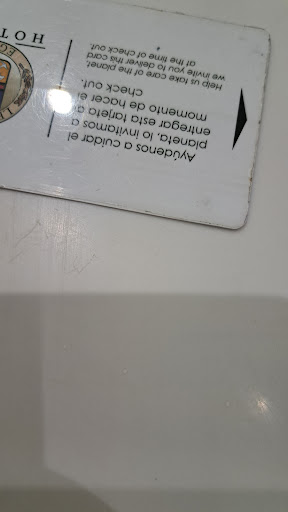 Ayúdenos a cuidar el
planeta, lo invitamos a
entregar esta tarjeta a
momento de hacer e
check out.
Help us take care of the planet,
we invite you to deliver this card
at the time of check out.
HOT